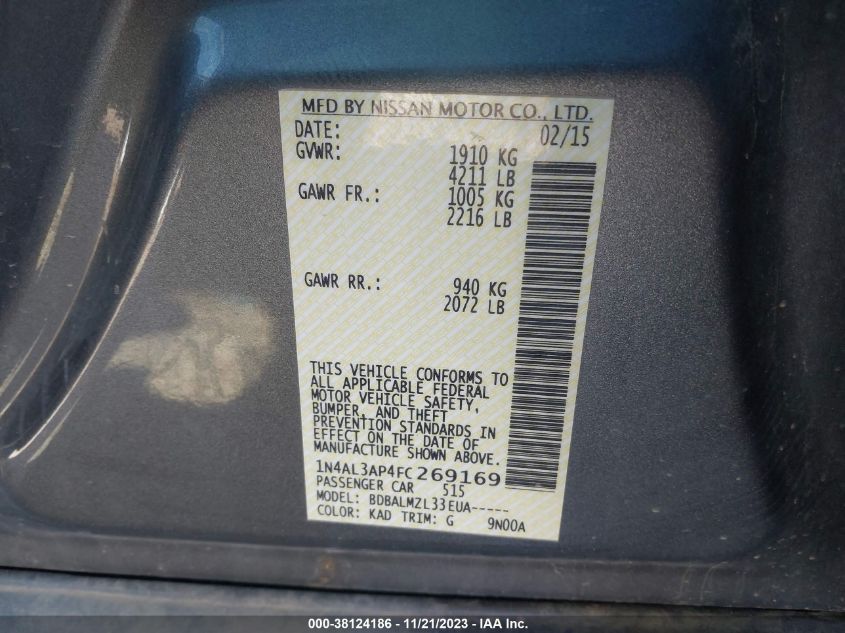 MFD BY NISSAN MOTOR CO., LTD.
DATE: 02/15
GVWR: 1910 KG
4211 LB
GAWR FR.: 1005 KG
2216 LB
GAWR RR.: 940 KG
2072 LB
THIS VEHICLE CONFORMS TO
ALL APPLICABLE FEDERAL
MOTOR VEHICLE SAFETY,
BUMPER, AND THEFT
PREVENTION STANDARDS IN
EFFECT ON THE DATE OF
MANUFACTURE SHOWN ABOVE.
1N4AL3AP4FC269169
PASSENGER CAR 515
MODEL: BDBALMZL33EUA-----
COLOR: KAD TRIM: G 9N00A
000-38124186 - 11/21/2023 - IAA Inc.